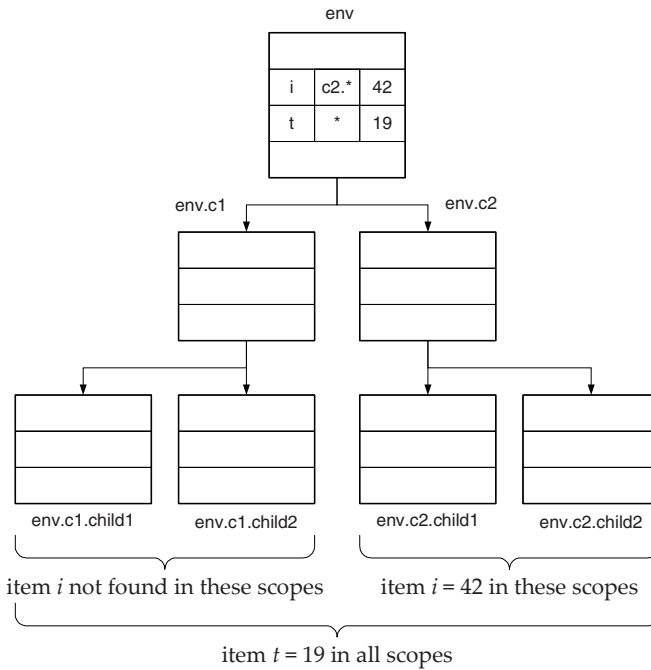 env
i c2.* 42
t * 19
env.c1 env.c2
env.c1.child1 env.c1.child2 env.c2.child1 env.c2.child2
item i not found in these scopes item i = 42 in these scopes
item t = 19 in all scopes